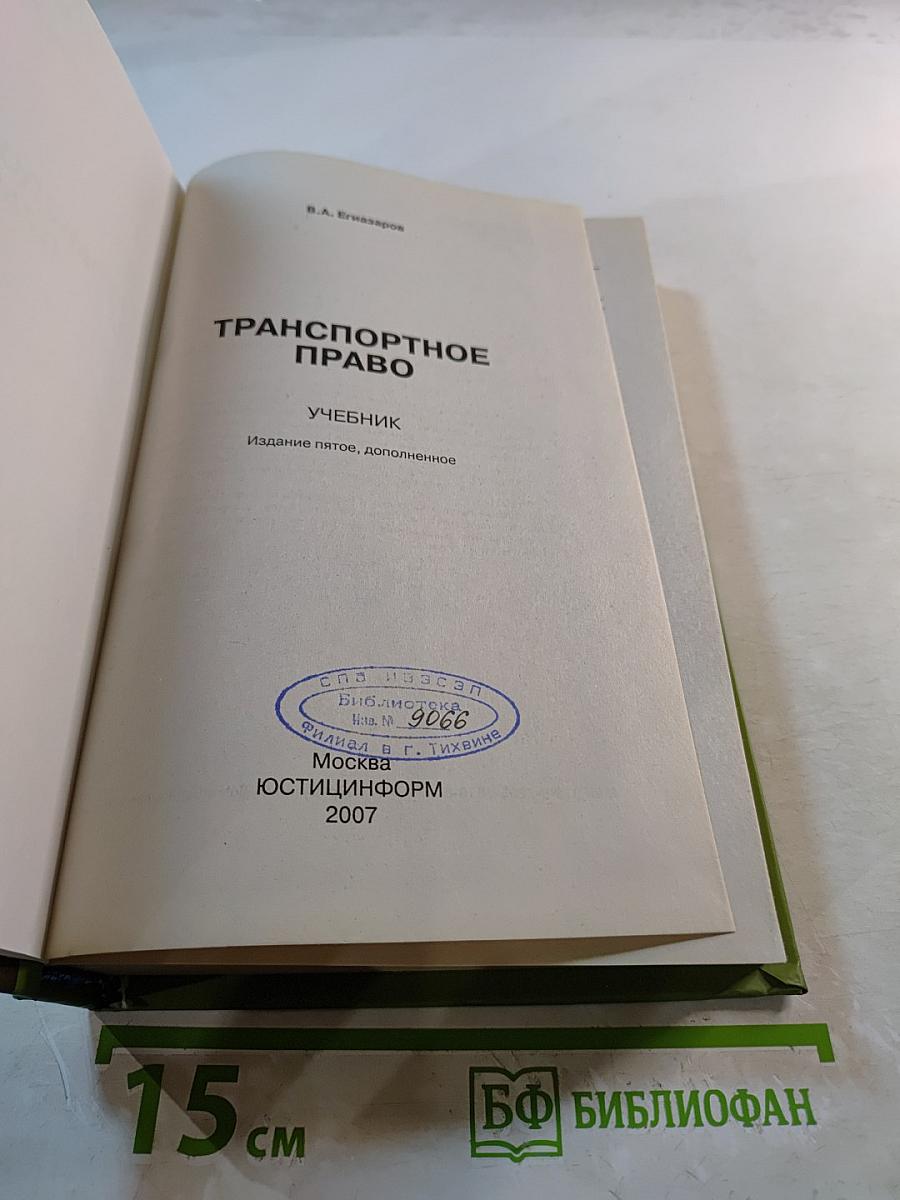 В.А. Егиазаров
ТРАНСПОРТНОЕ
ПРАВО
УЧЕБНИК
Издание пятое, дополненное
СПб ИВЭСЭП
Библиотека
Инв. № 9066
Филиал в г. Тихвине
Москва
ЮСТИЦИНФОРМ
2007
15 см
БФ БИБЛИОФАН